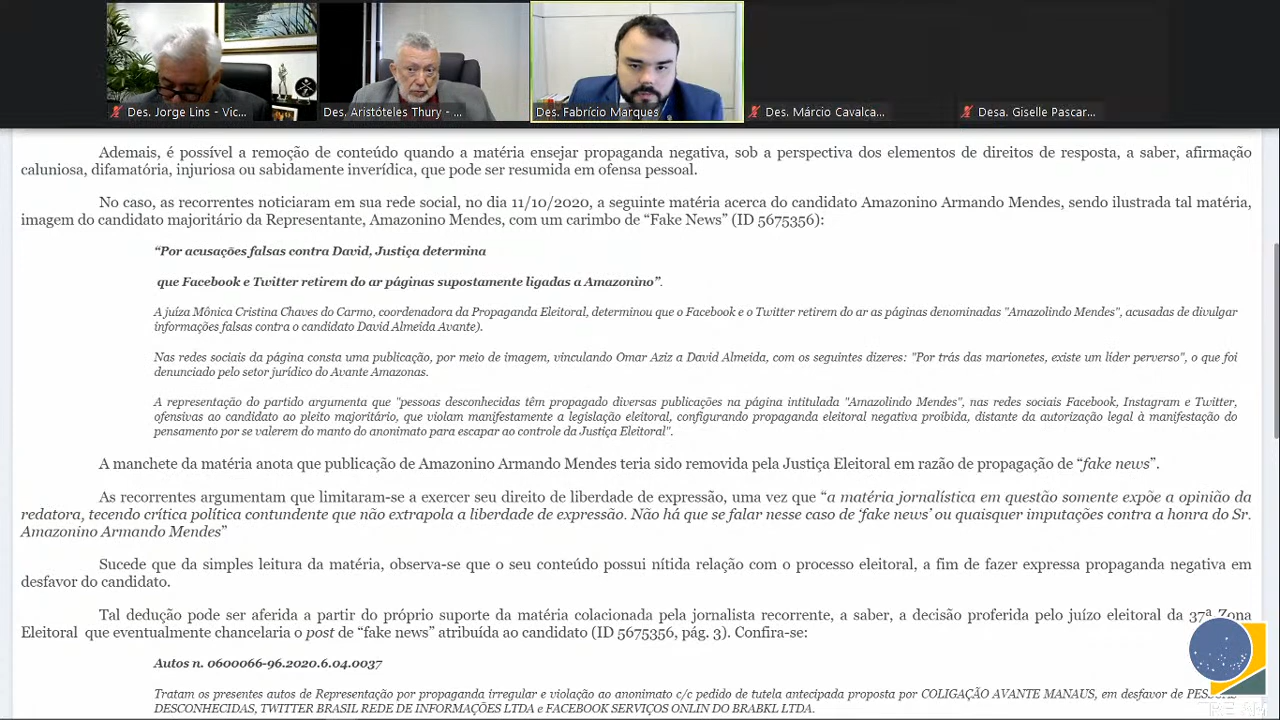 Des. Jorge Lins - Vic...
Des. Aristóteles Thury - ...
Des. Fabrício Marques
Des. Márcio Cavalca...
Desa. Giselle Pascar...
Ademais, é possível a remoção de conteúdo quando a matéria ensejar propaganda negativa, sob a perspectiva dos elementos de direitos de resposta, a saber, afirmação
caluniosa, difamatória, injuriosa ou sabidamente inverídica, que pode ser resumida em ofensa pessoal.
No caso, as recorrentes noticiaram em sua rede social, no dia 11/10/2020, a seguinte matéria acerca do candidato Amazonino Armando Mendes, sendo ilustrada tal matéria,
imagem do candidato majoritário da Representante, Amazonino Mendes, com um carimbo de “Fake News” (ID 5675356):
“Por acusações falsas contra David, Justiça determina
que Facebook e Twitter retirem do ar páginas supostamente ligadas a Amazonino”.
A juíza Mônica Cristina Chaves do Carmo, coordenadora da Propaganda Eleitoral, determinou que o Facebook e o Twitter retirem do ar as páginas denominadas "Amazolindo Mendes", acusadas de divulgar
informações falsas contra o candidato David Almeida Avante).
Nas redes sociais da página consta uma publicação, por meio de imagem, vinculando Omar Aziz a David Almeida, com os seguintes dizeres: "Por trás das marionetes, existe um lider perverso", o que foi
denunciado pelo setor jurídico do Avante Amazonas.
A representação do partido argumenta que "pessoas desconhecidas têm propagado diversas publicações na página intitulada "Amazolindo Mendes", nas redes sociais Facebook, Instagram e Twitter,
ofensivas ao candidato ao pleito majoritário, que violam manifestamente a legislação eleitoral, configurando propaganda eleitoral negativa proibida, distante da autorização legal à manifestação do
pensamento por se valerem do manto do anonimato para escapar ao controle da Justiça Eleitoral".
A manchete da matéria anota que publicação de Amazonino Armando Mendes teria sido removida pela Justiça Eleitoral em razão de propagação de “fake news”.
As recorrentes argumentam que limitaram-se a exercer seu direito de liberdade de expressão, uma vez que “a matéria jornalística em questão somente expõe a opinião da
redatora, tecendo crítica política contundente que não extrapola a liberdade de expressão. Não há que se falar nesse caso de ‘fake news’ ou quaisquer imputações contra a honra do Sr.
Amazonino Armando Mendes”
Sucede que da simples leitura da matéria, observa-se que o seu conteúdo possui nítida relação com o processo eleitoral, a fim de fazer expressa propaganda negativa em
desfavor do candidato.
Tal dedução pode ser aferida a partir do próprio suporte da matéria colacionada pela jornalista recorrente, a saber, a decisão proferida pelo juízo eleitoral da 37ª Zona
Eleitoral que eventualmente chancelaria o post de “fake news” atribuída ao candidato (ID 5675356, pág. 3). Confira-se:
Autos n. 0600066-96.2020.6.04.0037
Tratam os presentes autos de Representação por propaganda irregular e violação ao anonimato c/c pedido de tutela antecipada proposta por COLIGAÇÃO AVANTE MANAUS, em desfavor de
DESCONHECIDAS, TWITTER BRASIL REDE DE INFORMAÇÕES LTDA e FACEBOOK SERVIÇOS ONLIN DO BRABKL LTDA.
TRE-AM